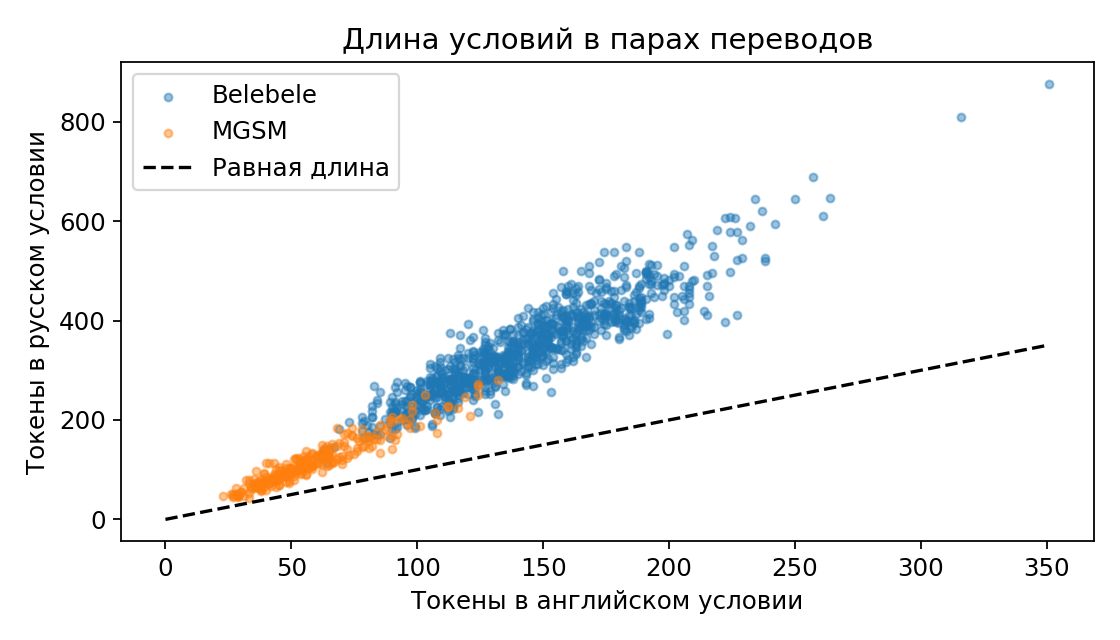 Длина условий в парах переводов
Belebele
MGSM
Равная длина
Токены в русском условии
800
600
400
200
0
0 50 100 150 200 250 300 350
Токены в английском условии